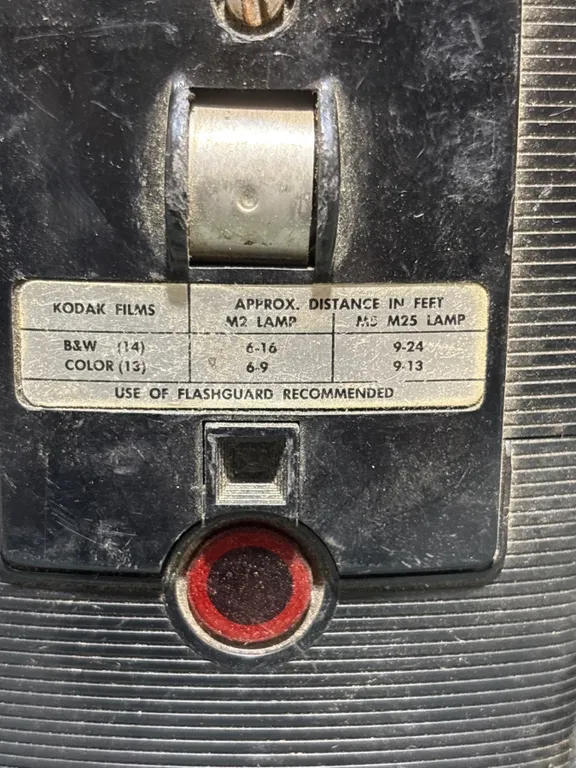 KODAK FILMS APPROX. DISTANCE IN FEET
M2 LAMP M5 M25 LAMP
B&W (14) 6-16 9-24
COLOR (13) 6-9 9-13
USE OF FLASHGUARD RECOMMENDED